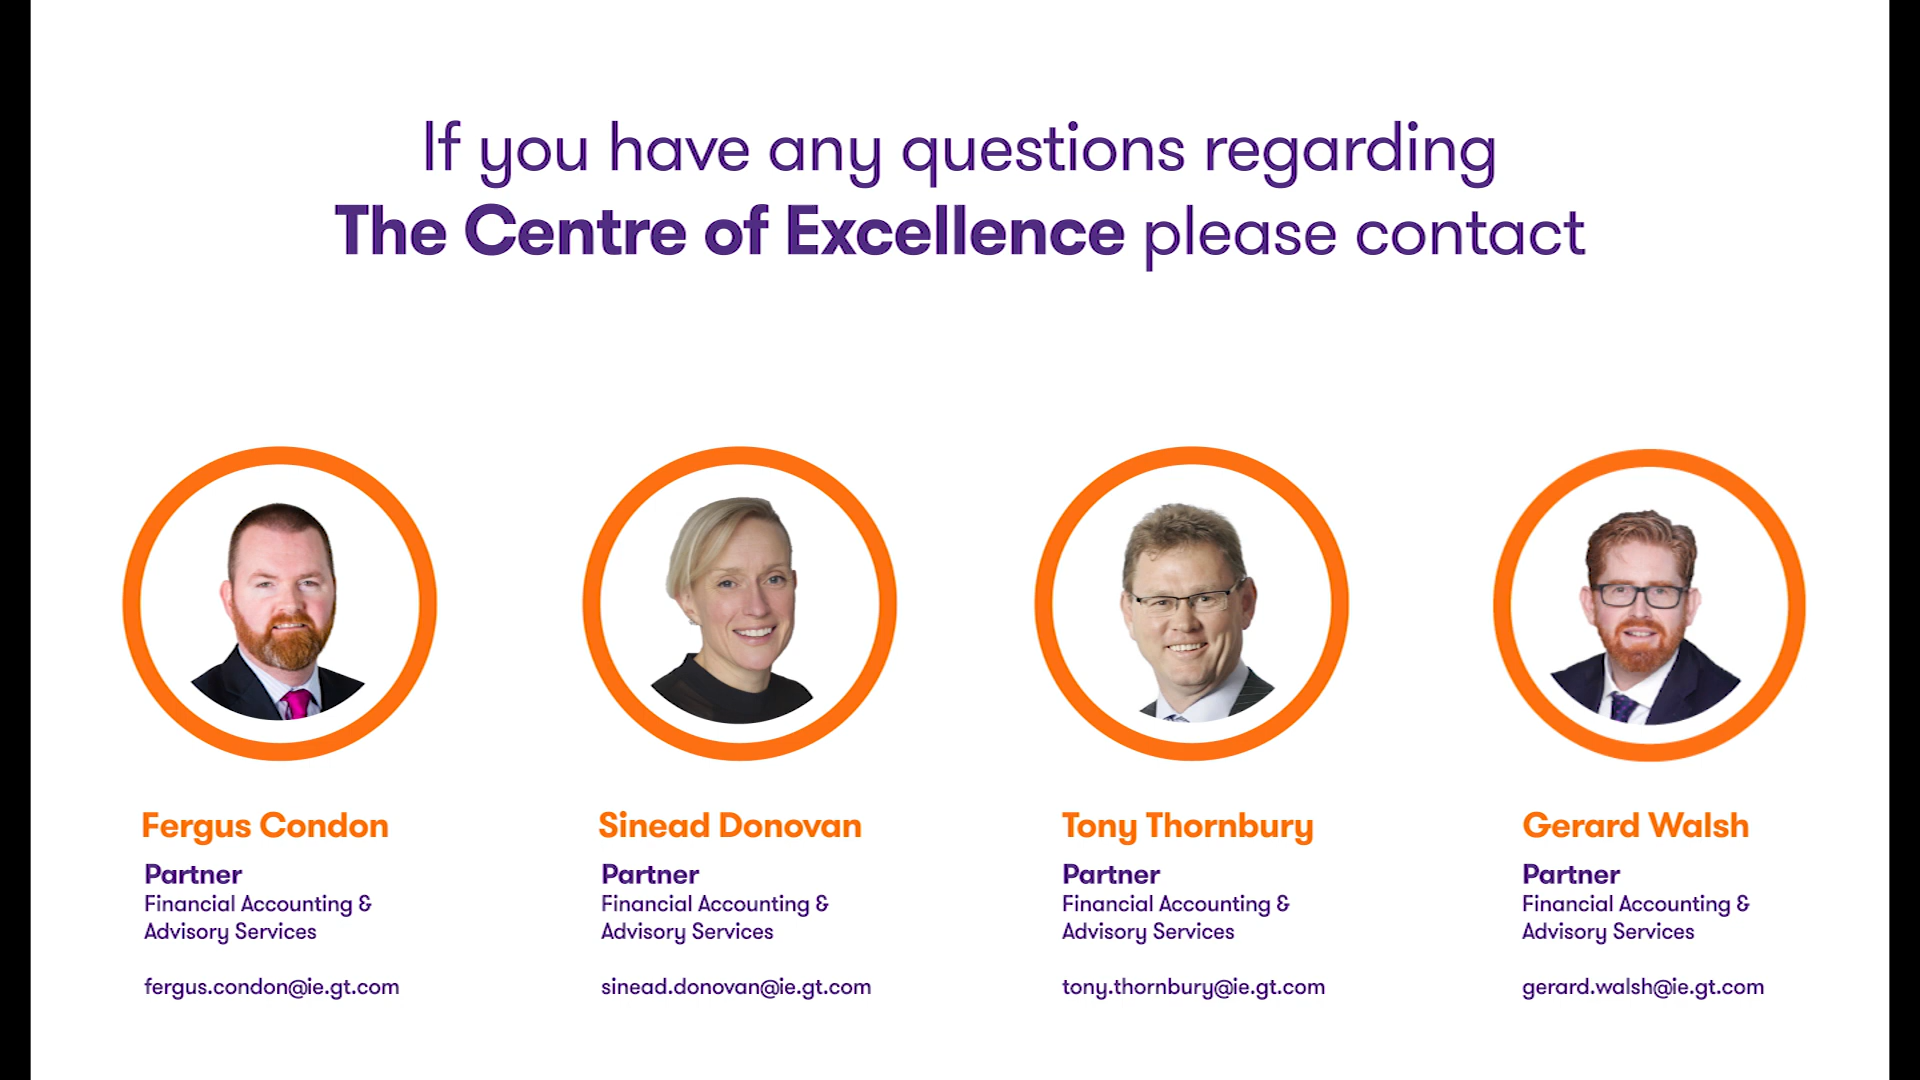 If you have any questions regarding
The Centre of Excellence please contact
Fergus Condon
Partner
Financial Accounting &
Advisory Services
fergus.condon@ie.gt.com
Sinead Donovan
Partner
Financial Accounting &
Advisory Services
sinead.donovan@ie.gt.com
Tony Thornbury
Partner
Financial Accounting &
Advisory Services
tony.thornbury@ie.gt.com
Gerard Walsh
Partner
Financial Accounting &
Advisory Services
gerard.walsh@ie.gt.com